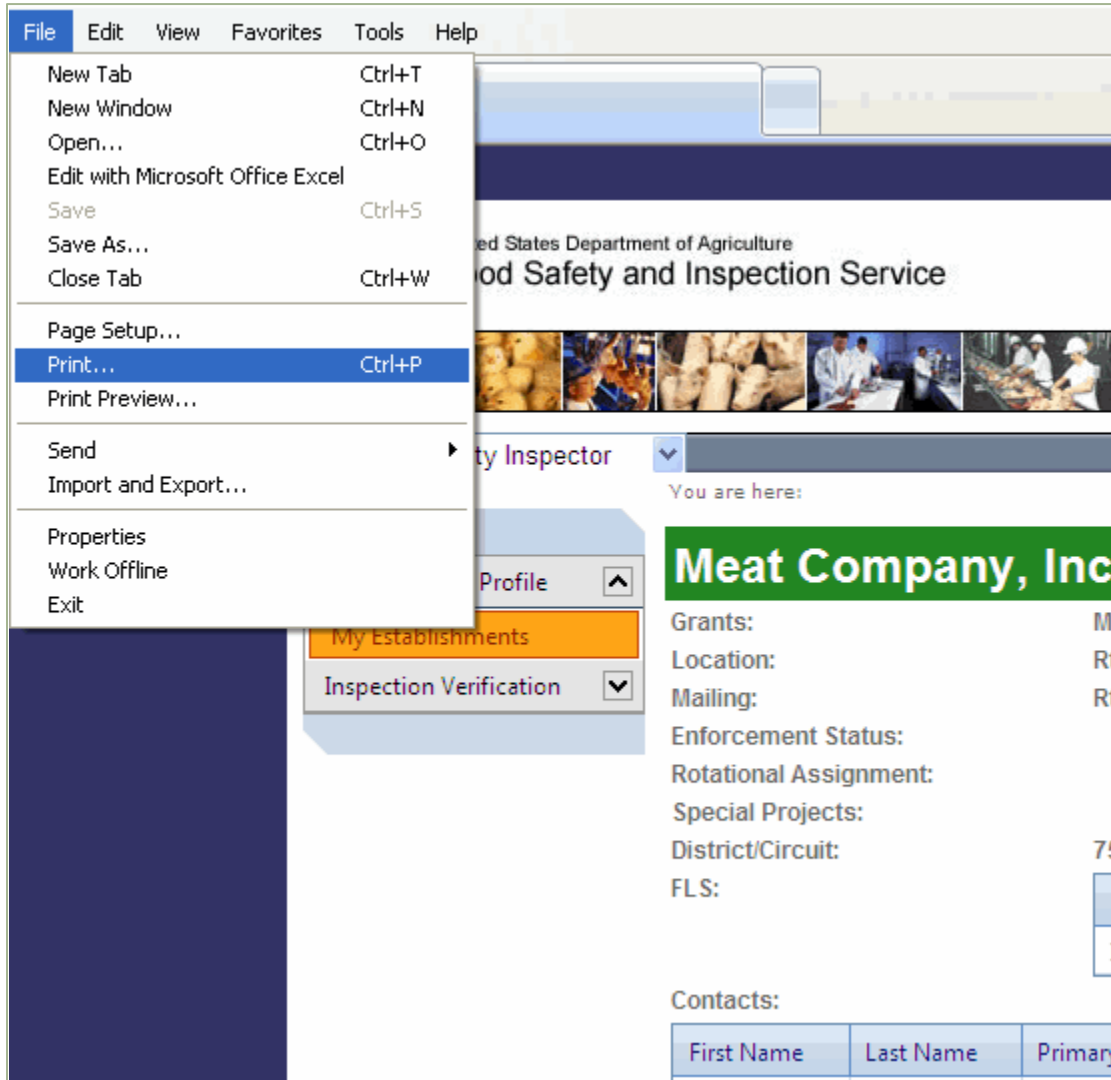 File Edit View Favorites Tools Help
New Tab Ctrl+T
New Window Ctrl+N
Open... Ctrl+O
Edit with Microsoft Office Excel
Save Ctrl+S
Save As...
Close Tab Ctrl+W
Page Setup...
Print... Ctrl+P
Print Preview...
Send
Import and Export...
Properties
Work Offline
Exit
ed States Department of Agriculture
ood Safety and Inspection Service
ty Inspector
You are here:
Profile
My Establishments
Inspection Verification
Meat Company, Inc
Grants: M
Location: R
Mailing: R
Enforcement Status:
Rotational Assignment:
Special Projects:
District/Circuit: 75
FLS:
Contacts:
First Name Last Name Primary